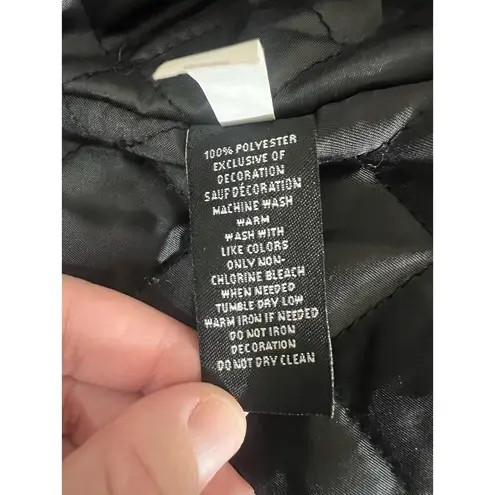 100% POLYESTER
EXCLUSIVE OF
DECORATION
SAUF DÉCORATION
MACHINE WASH
WARM
WASH WITH
LIKE COLORS
ONLY NON-
CHLORINE BLEACH
WHEN NEEDED
TUMBLE DRY LOW
WARM IRON IF NEEDED
DO NOT IRON
DECORATION
DO NOT DRY CLEAN